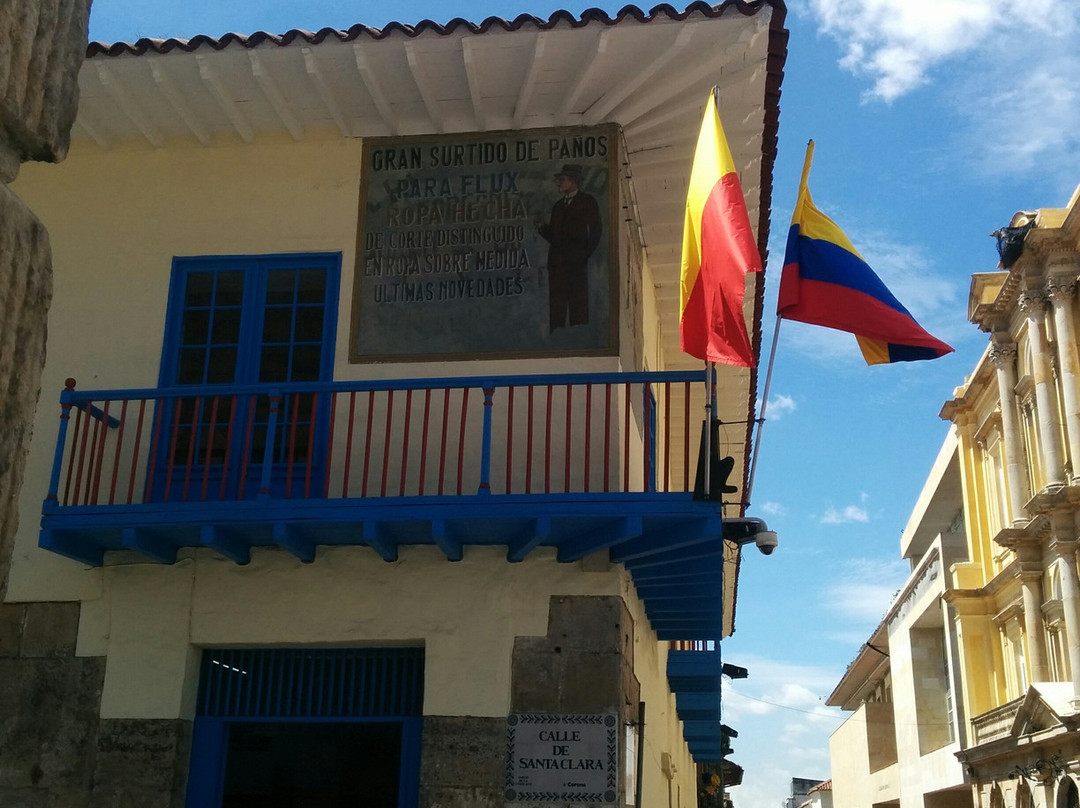 GRAN SURTIDO DE PAÑOS
PARA FLUX
ROPA HECHA
DE CORTE DISTINGUIDO
EN ROPA SOBRE MEDIDA
ULTIMAS NOVEDADES
CALLE
DE
SANTA CLARA